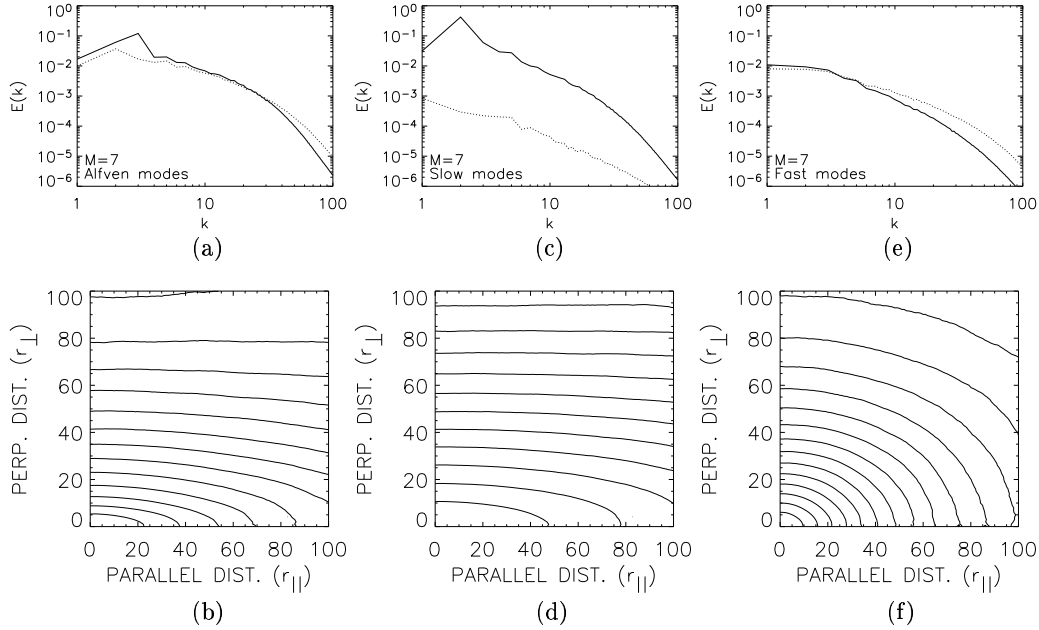 10^0
10^-1
10^-2
10^-3
10^-4
10^-5
10^-6
E(k)
M=7
Alfven modes
1 10 100
k
(a)
10^0
10^-1
10^-2
10^-3
10^-4
10^-5
10^-6
E(k)
M=7
Slow modes
1 10 100
k
(c)
10^0
10^-1
10^-2
10^-3
10^-4
10^-5
10^-6
E(k)
M=7
Fast modes
1 10 100
k
(e)
100
80
60
40
20
0
PERP. DIST. (r⊥)
0 20 40 60 80 100
PARALLEL DIST. (r||)
(b)
100
80
60
40
20
0
PERP. DIST. (r⊥)
0 20 40 60 80 100
PARALLEL DIST. (r||)
(d)
100
80
60
40
20
0
PERP. DIST. (r⊥)
0 20 40 60 80 100
PARALLEL DIST. (r||)
(f)